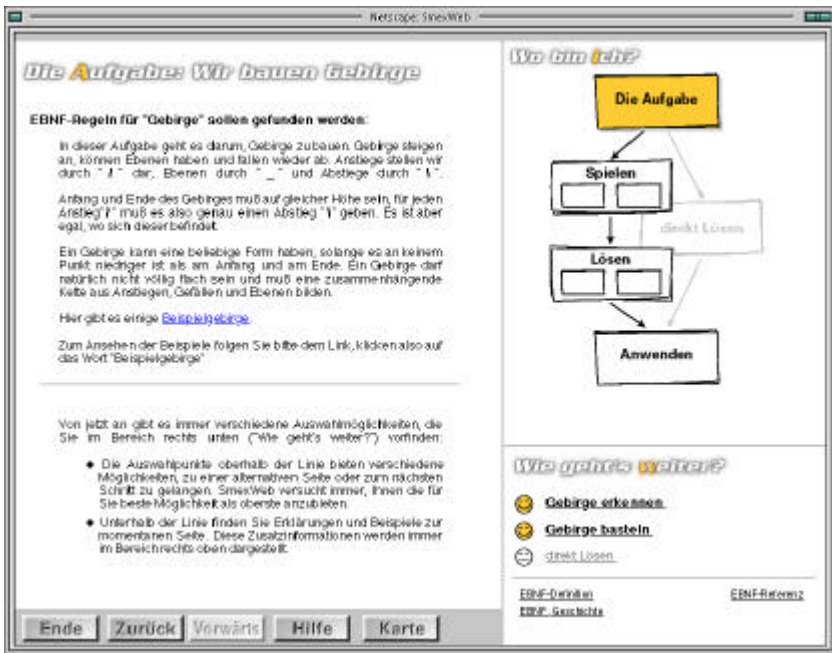 Netscape: SmexWeb
Die Aufgabe: Wir bauen Gebirge
EBNF-Regeln für "Gebirge" sollen gefunden werden:
In dieser Aufgabe geht es darum, Gebirge zu bauen. Gebirge steigen
an, können Ebenen haben und fallen wieder ab. Anstiege stellen wir
durch " / " dar, Ebenen durch " _ " und Abstiege durch " \ ".
Anfang und Ende des Gebirges muß auf gleicher Höhe sein, für jeden
Anstieg "/" muß es also genau einen Abstieg "\" geben. Es ist aber
egal, wo sich dieser befindet.
Ein Gebirge kann eine beliebige Form haben, solange es an keinem
Punkt niedriger ist als am Anfang und am Ende. Ein Gebirge darf
natürlich nicht völlig flach sein und muß eine zusammenhängende
Kette aus Anstiegen, Gefällen und Ebenen bilden.
Hier gibt es einige Beispielgebirge.
Zum Ansehen der Beispiele folgen Sie bitte dem Link, klicken also auf
das Wort "Beispielgebirge"
Von jetzt an gibt es immer verschiedene Auswahlmöglichkeiten, die
Sie im Bereich rechts unten ("Wie geht's weiter?") vorfinden:
Die Auswahlpunkte oberhalb der Linie bieten verschiedene
Möglichkeiten, zu einer alternativen Seite oder zum nächsten
Schritt zu gelangen. SmexWeb versucht immer, Ihnen die für
Sie beste Möglichkeit als oberste anzubieten.
Unterhalb der Linie finden Sie Erklärungen und Beispiele zur
momentanen Seite. Diese Zusatzinformationen werden immer
im Bereich rechts oben dargestellt.
Ende Zurück Vorwärts Hilfe Karte
Wo bin ich?
Die Aufgabe
Spielen
direkt Lösen
Lösen
Anwenden
Wie geht's weiter?
Gebirge erkennen
Gebirge basteln
direkt Lösen
EBNF-Definition EBNF-Referenz
EBNF, Geschichte